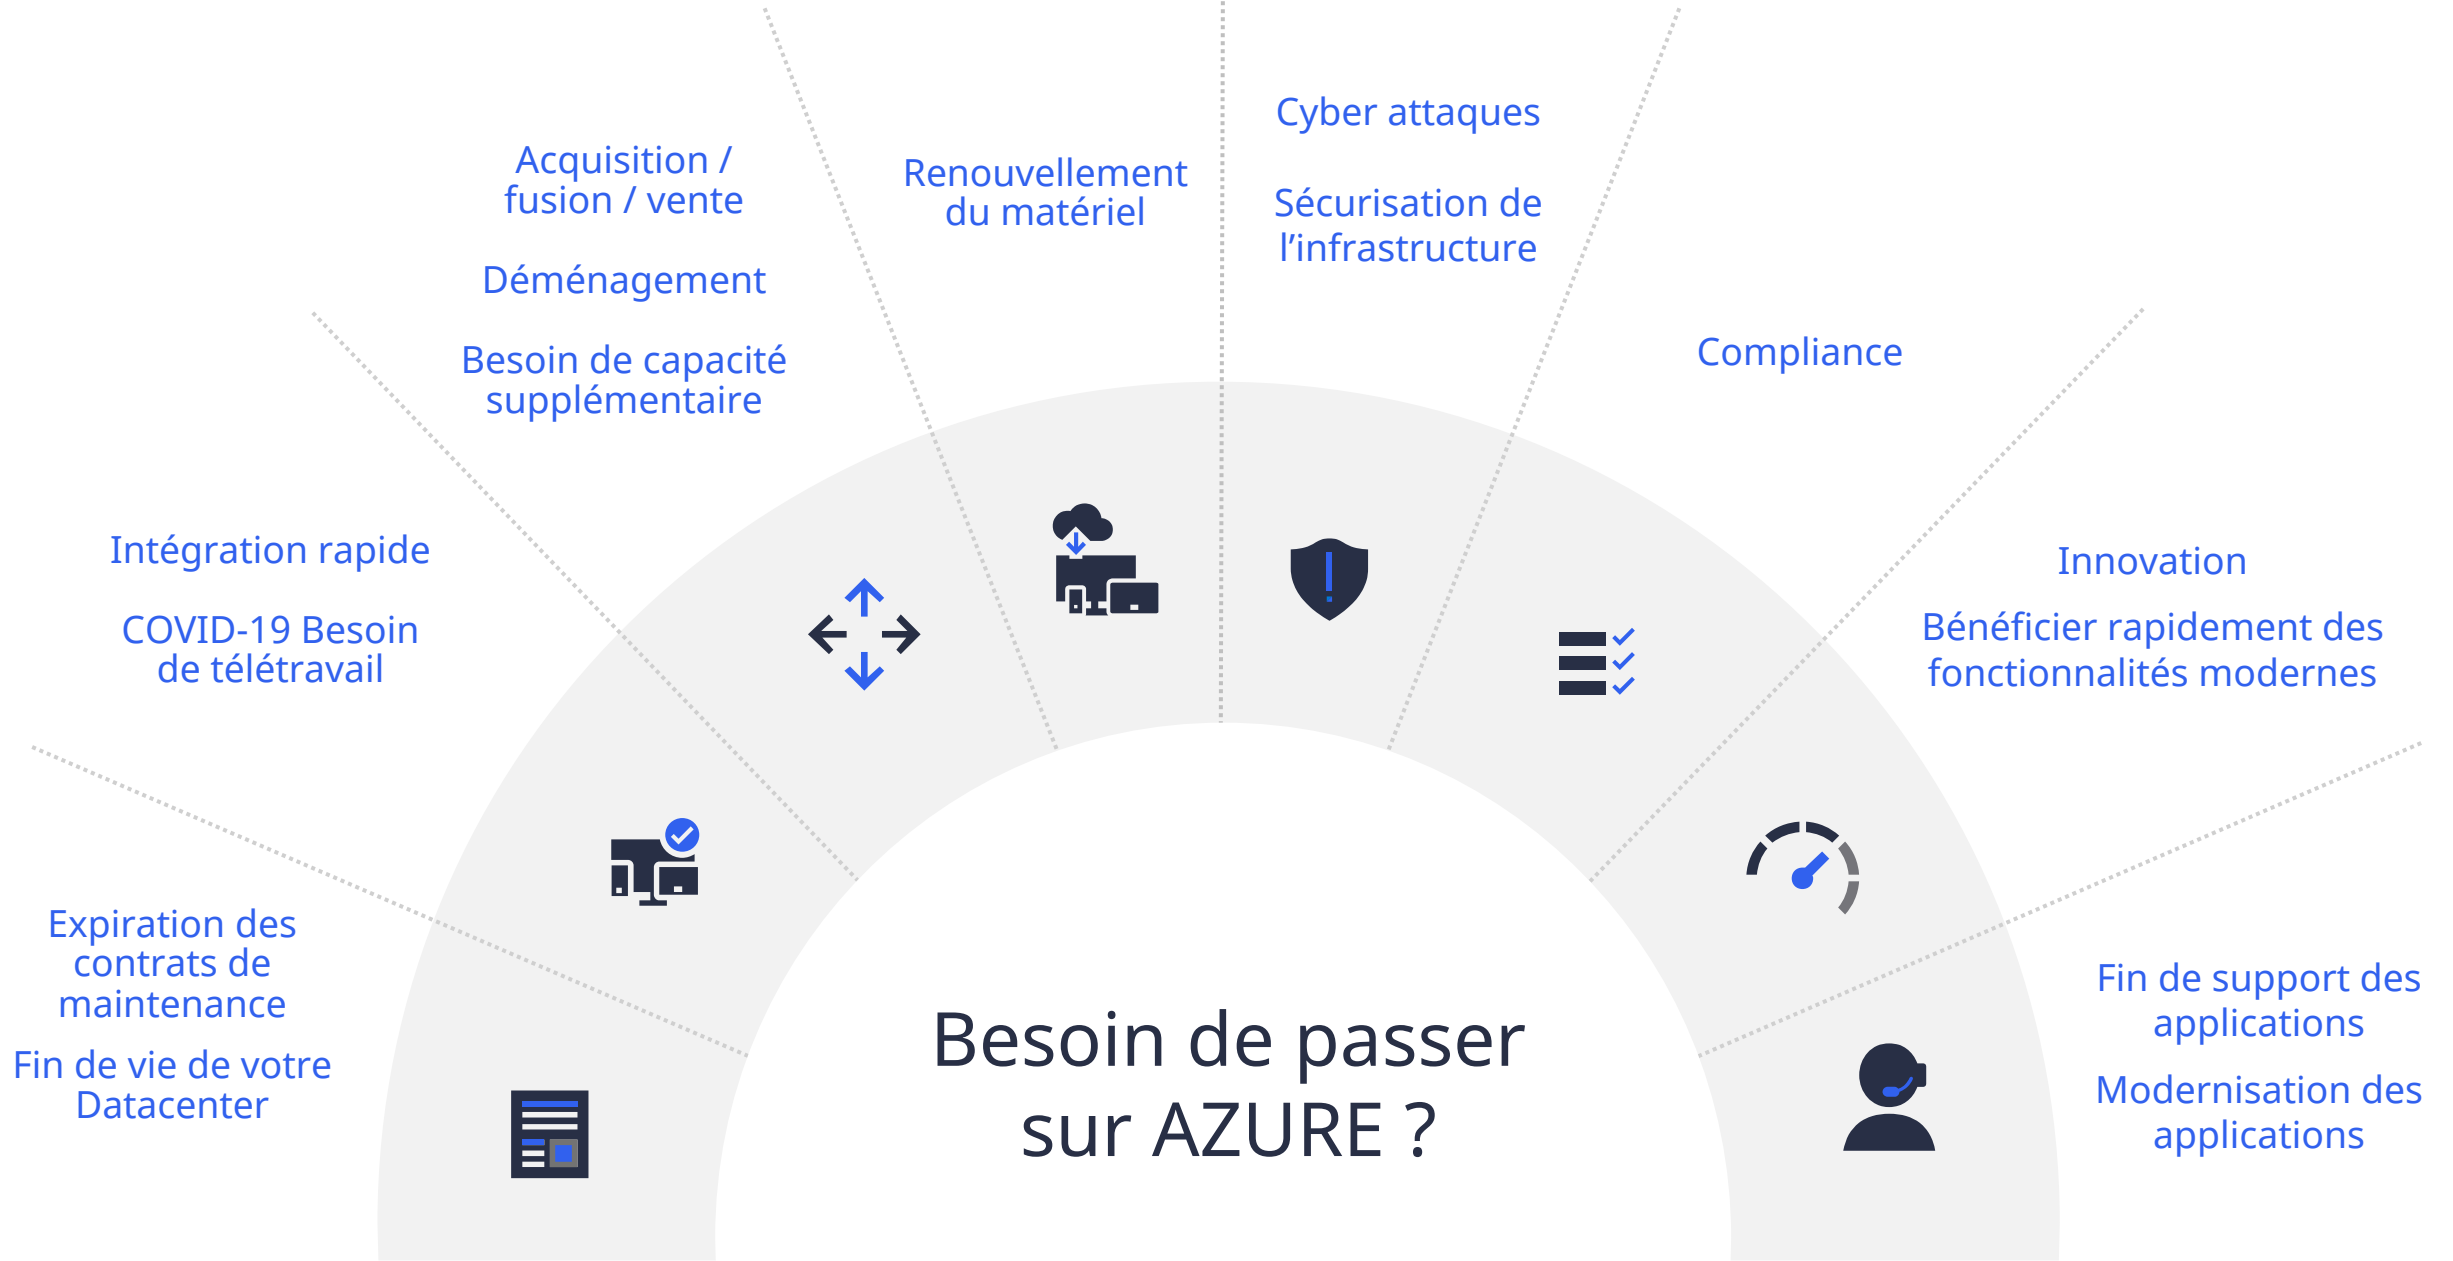 Expiration des
contrats de
maintenance
Fin de vie de votre
Datacenter
Intégration rapide
COVID-19 Besoin
de télétravail
Acquisition /
fusion / vente
Déménagement
Besoin de capacité
supplémentaire
Renouvellement
du matériel
Cyber attaques
Sécurisation de
l’infrastructure
Compliance
Innovation
Bénéficier rapidement des
fonctionnalités modernes
Fin de support des
applications
Modernisation des
applications
Besoin de passer
sur AZURE ?